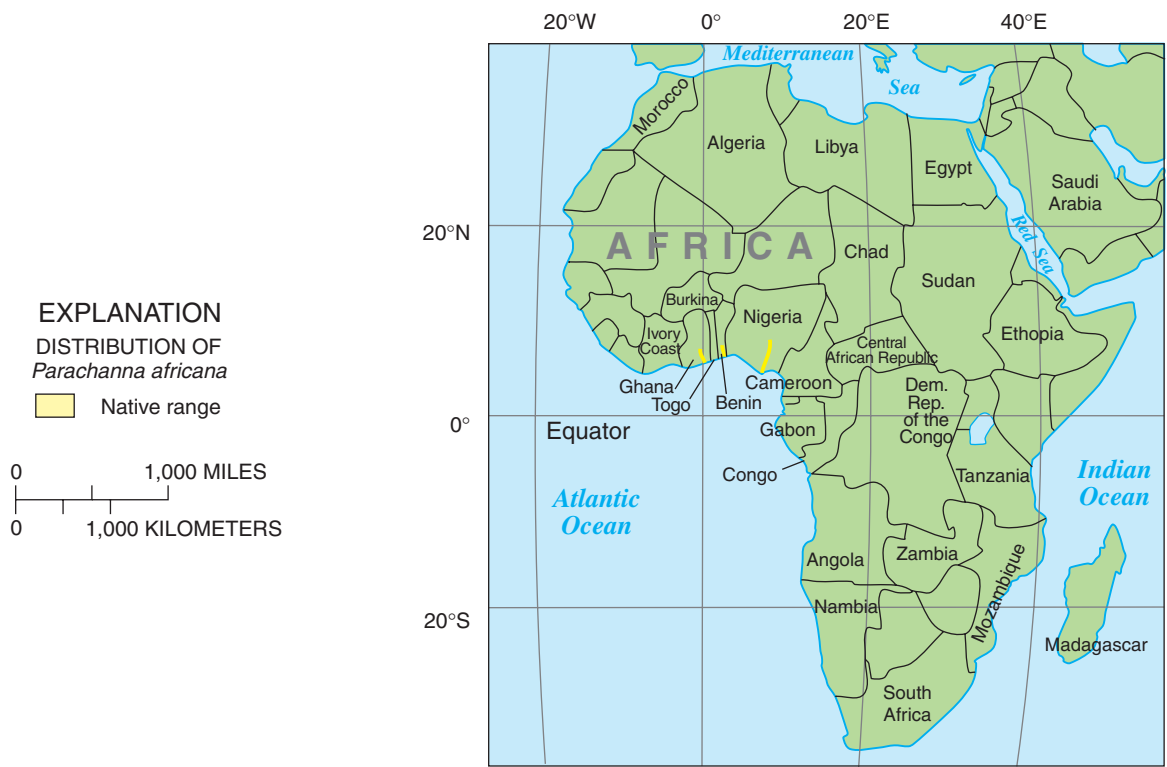 20°W 0° 20°E 40°E
Mediterranean
Sea
Morocco
Algeria
Libya
Egypt
Saudi
Arabia
20°N
AFRICA
Red Sea
Chad
Sudan
EXPLANATION
DISTRIBUTION OF
Parachanna africana
Native range
Burkina
Nigeria
Ivory
Coast
Central
African Republic
Ethopia
Ghana
Togo
Benin
Cameroon
Dem.
Rep.
of the
Congo
0°
Equator
Gabon
Congo
Tanzania
0 1,000 MILES
0 1,000 KILOMETERS
Atlantic
Ocean
Indian
Ocean
Angola
Zambia
Mozambique
Nambia
20°S
Madagascar
South
Africa